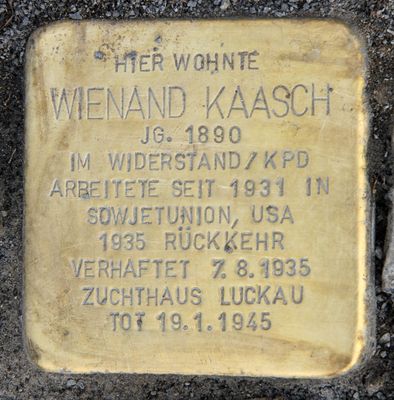 HIER WOHNTE
WIENAND KAASCH
JG. 1890
IM WIDERSTAND/KPD
ARBEITETE SEIT 1931 IN
SOWJETUNION, USA
1935 RÜCKKEHR
VERHAFTET 7.8.1935
ZUCHTHAUS LUCKAU
TOT 19.1.1945